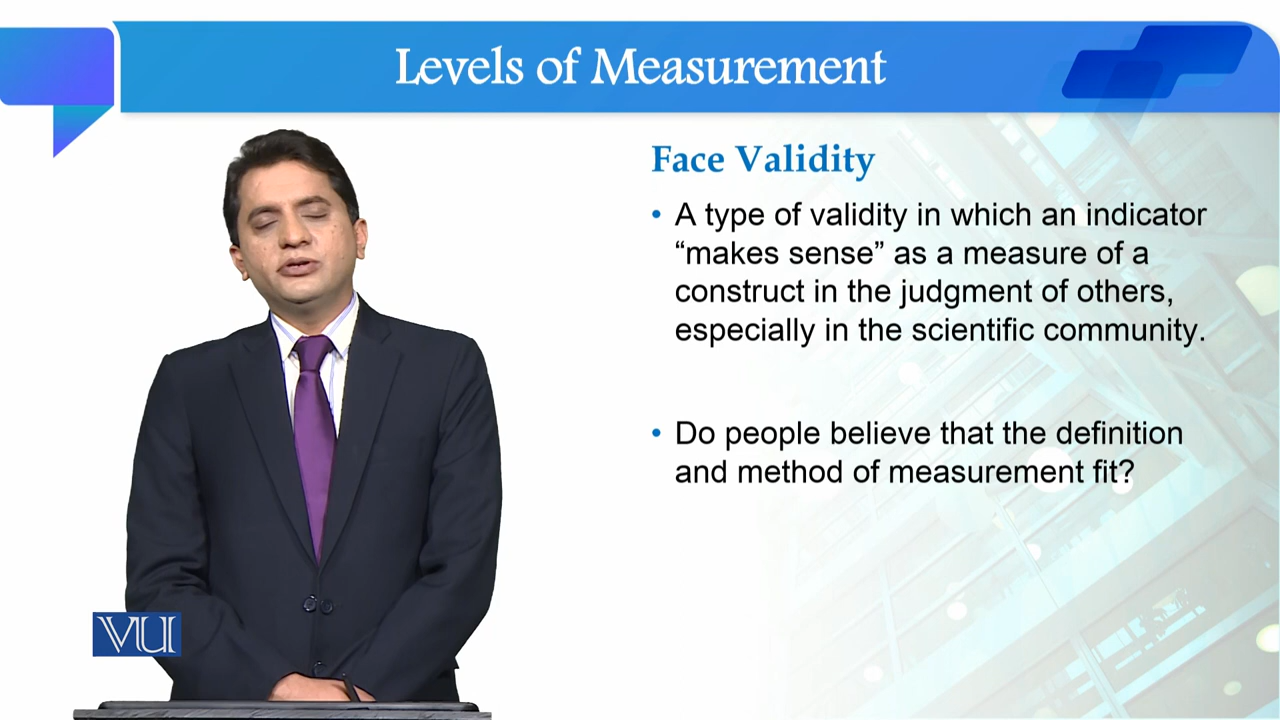 Levels of Measurement
Face Validity
• A type of validity in which an indicator
“makes sense” as a measure of a
construct in the judgment of others,
especially in the scientific community.
• Do people believe that the definition
and method of measurement fit?
VU